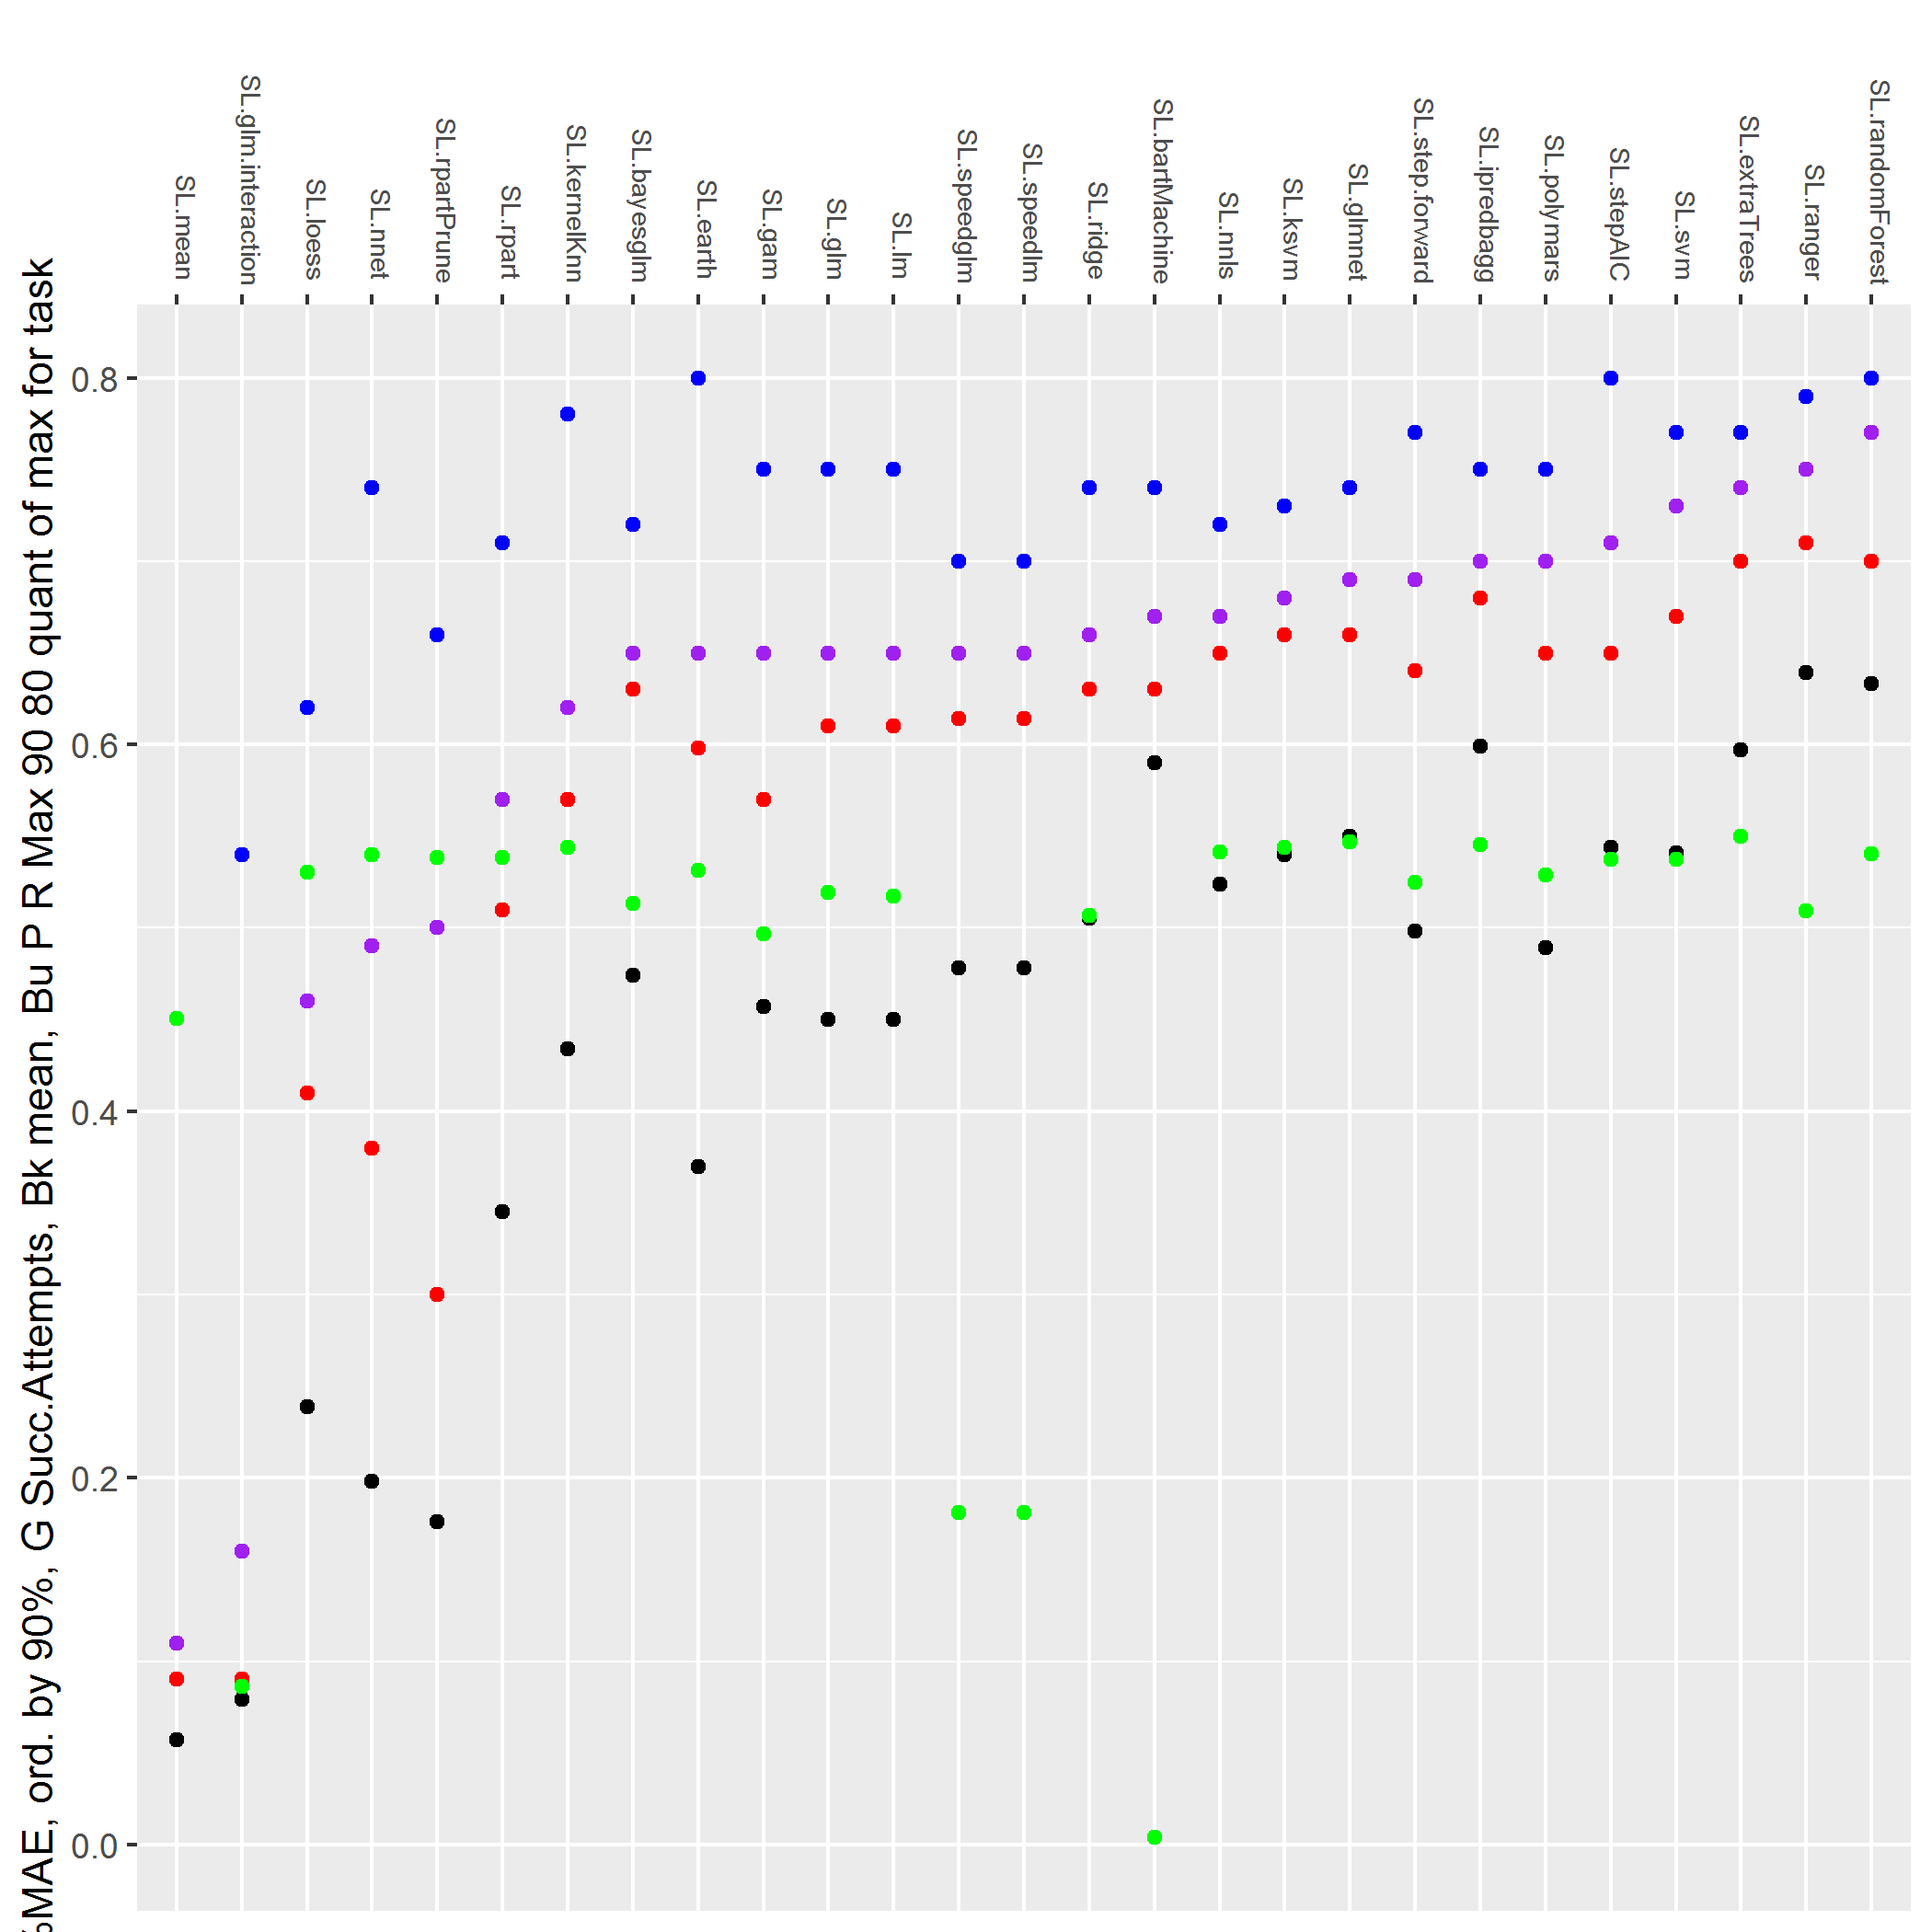 SL.mean
SL.glm.interaction
SL.loess
SL.nnet
SL.rpartPrune
SL.rpart
SL.kernelKnn
SL.bayesglm
SL.earth
SL.gam
SL.glm
SL.lm
SL.speedglm
SL.speedlm
SL.ridge
SL.bartMachine
SL.nnls
SL.ksvm
SL.glmnet
SL.step.forward
SL.ipredbagg
SL.polymars
SL.stepAIC
SL.svm
SL.extraTrees
SL.ranger
SL.randomForest
%MAE, ord. by 90%, G Succ.Attempts, Bk mean, Bu P R Max 90 80 quant of max for task
0.8
0.6
0.4
0.2
0.0